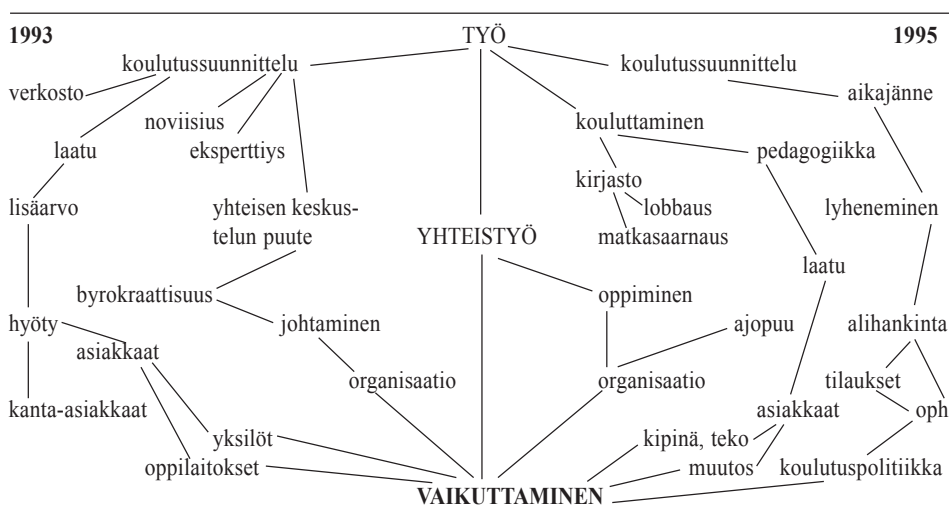 1993 TYÖ 1995
koulutussuunnittelu koulutussuunnittelu
verkosto aikajänne
noviisius kouluttaminen
laatu eksperttiys pedagogiikka
kirjasto
lisäarvo yhteisen keskus- lobbaus lyheneminen
telun puute YHTEISTYÖ matkasaarnaus
laatu
byrokraattisuus oppiminen
hyöty johtaminen ajopuu alihankinta
asiakkaat
organisaatio organisaatio tilaukset
kanta-asiakkaat asiakkaat oph
yksilöt kipinä, teko
oppilaitokset muutos koulutuspolitiikka
VAIKUTTAMINEN